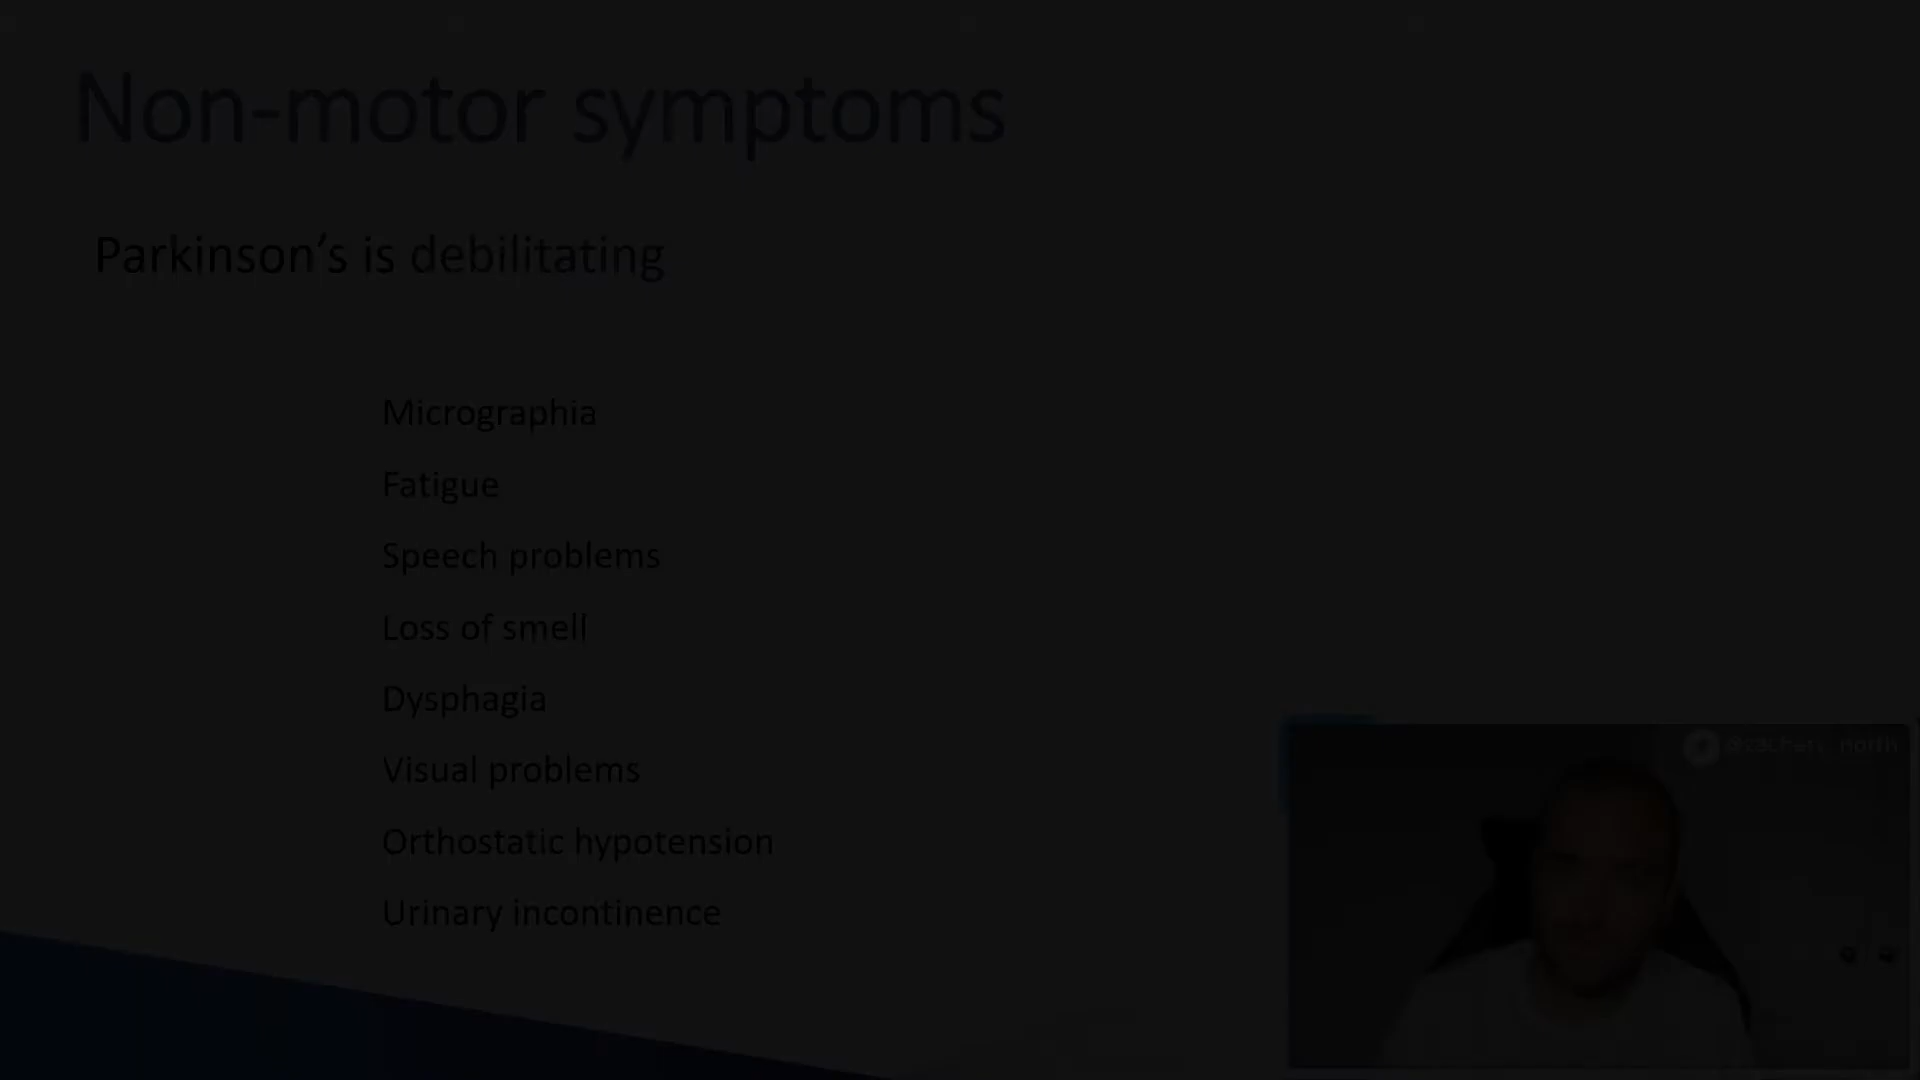 Non-motor symptoms
Parkinson's is debilitating
Micrographia
Fatigue
Speech problems
Loss of smell
Dysphagia
Visual problems
Orthostatic hypotension
Urinary incontinence